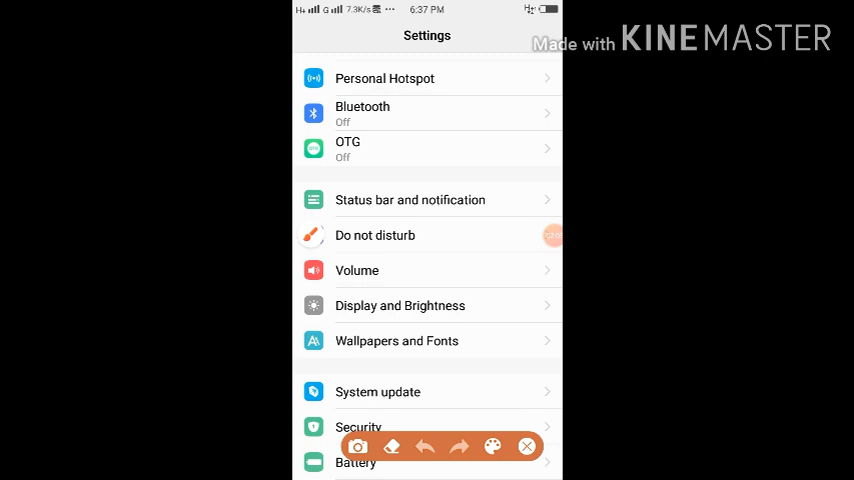 H+ G 7.3K/s ... 6:37 PM
Settings
Made with KINEMASTER
Personal Hotspot
Bluetooth
Off
OTG
Off
Status bar and notification
Do not disturb
Volume
Display and Brightness
Wallpapers and Fonts
System update
Security
Battery